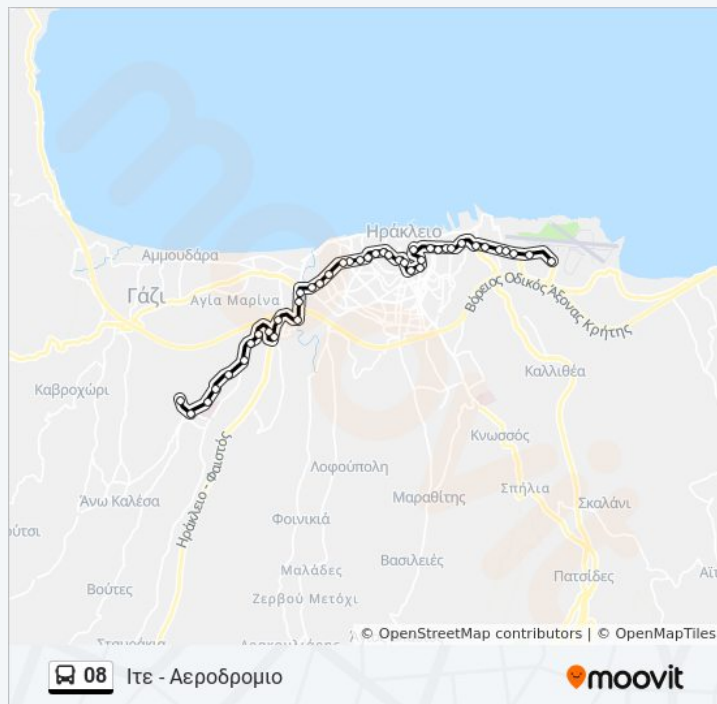 Ηράκλειο
Αμμουδάρα
Γάζι
Αγία Μαρίνα
Βόρειος Οδικός Άξονας Κρήτης
Καλλιθέα
Καβροχώρι
Κνωσσός
Ηράκλειο - Φαιστός
Λοφούπολη
Σπήλια
Άνω Καλέσα
Μαραθίτης
Σκαλάνι
Φοινικιά
Βασιλειές
Μαλάδες
Πατσίδες
Βούτες
Ζερβού Μετόχι
© OpenStreetMap contributors | © OpenMapTiles
08 Ιτε - Αεροδρομιο
moovit